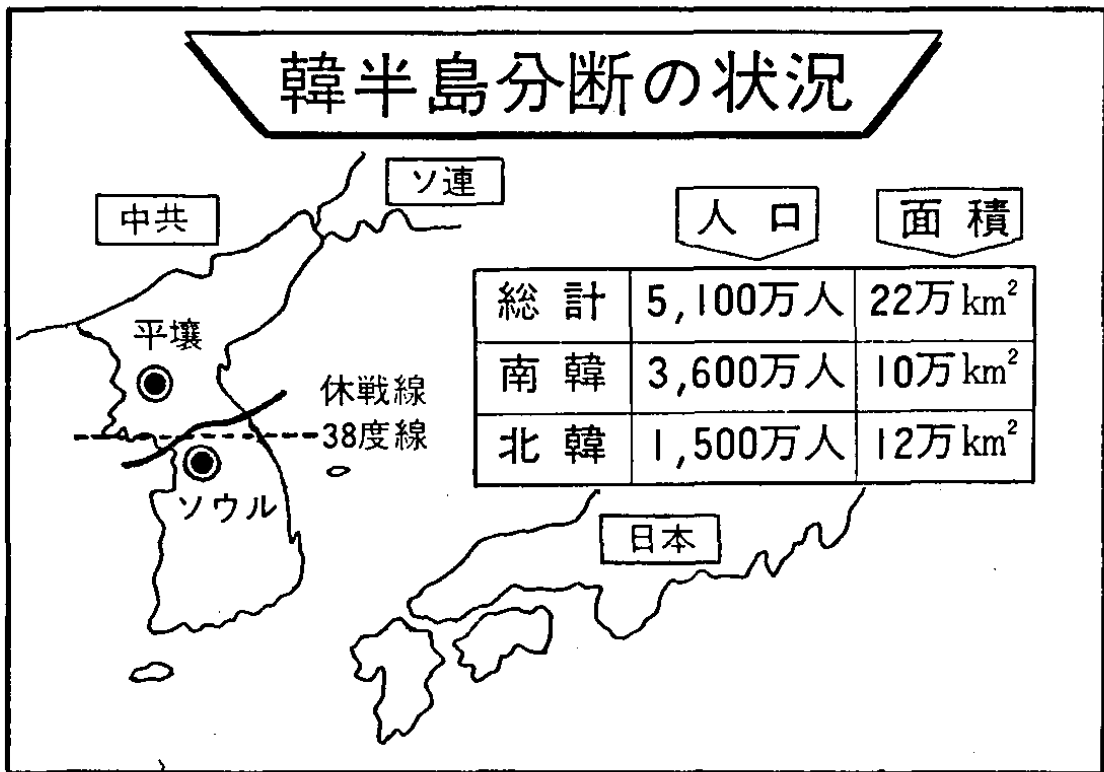 韓半島分断の状況
ソ連
中共
人口 面積
総計 5,100万人 22万km²
平壌
南韓 3,600万人 10万km²
休戦線
38度線
北韓 1,500万人 12万km²
ソウル
日本